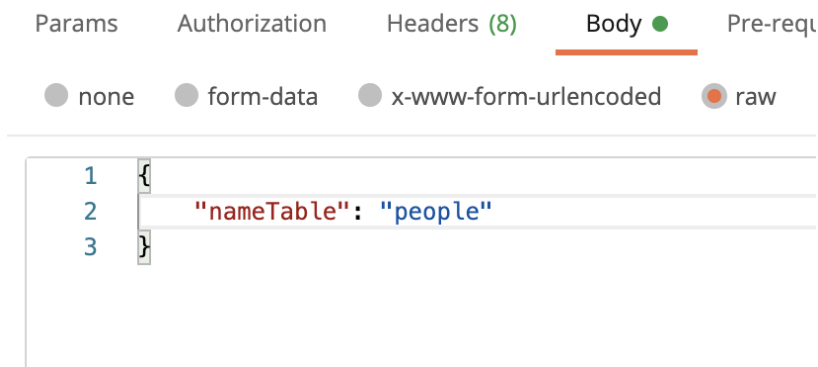 Params Authorization Headers (8) Body
none form-data x-www-form-urlencoded raw
1 {
2 "nameTable": "people"
3 }